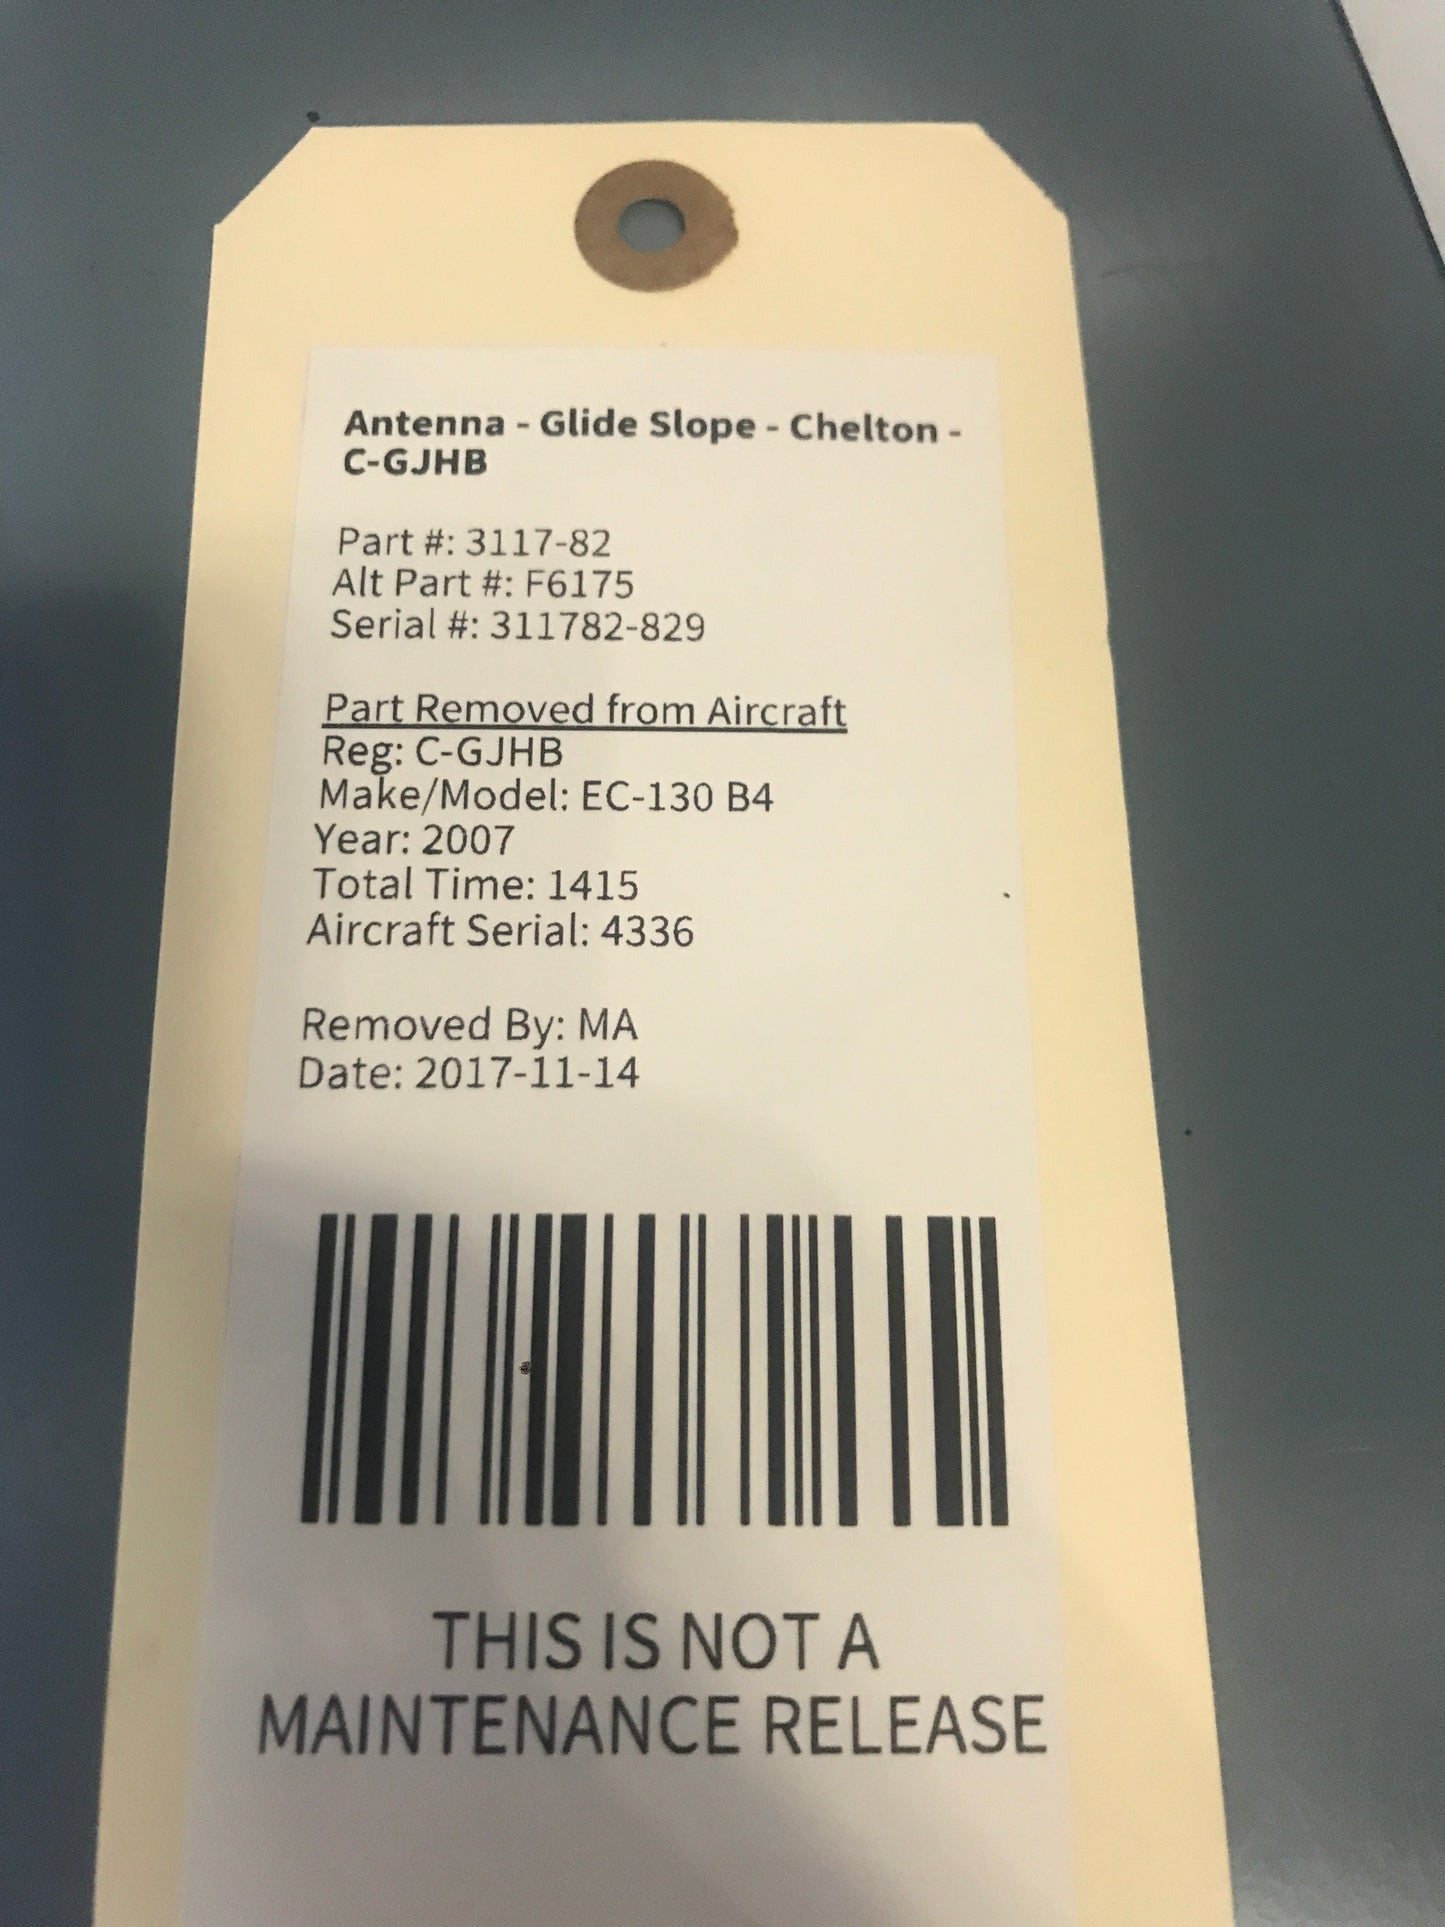 Antenna - Glide Slope - Chelton -
C-GJHB
Part #: 3117-82
Alt Part #: F6175
Serial #: 311782-829
Part Removed from Aircraft
Reg: C-GJHB
Make/Model: EC-130 B4
Year: 2007
Total Time: 1415
Aircraft Serial: 4336
Removed By: MA
Date: 2017-11-14
THIS IS NOT A
MAINTENANCE RELEASE